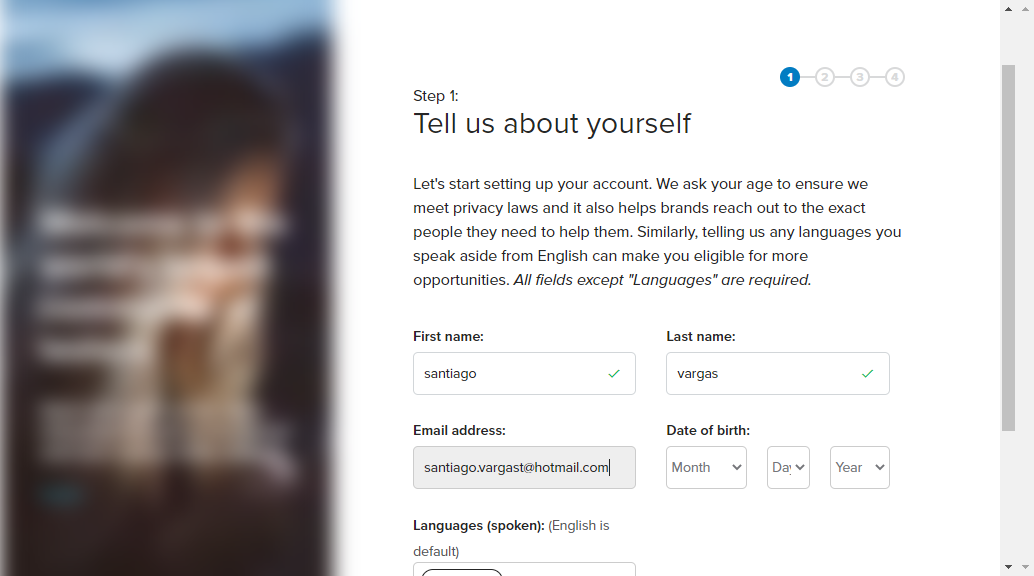 1 2 3 4
Step 1:
Tell us about yourself
Let's start setting up your account. We ask your age to ensure we
meet privacy laws and it also helps brands reach out to the exact
people they need to help them. Similarly, telling us any languages you
speak aside from English can make you eligible for more
opportunities. All fields except "Languages" are required.
First name: Last name:
santiago vargas
Email address: Date of birth:
santiago.vargast@hotmail.com Month Day Year
Languages (spoken): (English is
default)